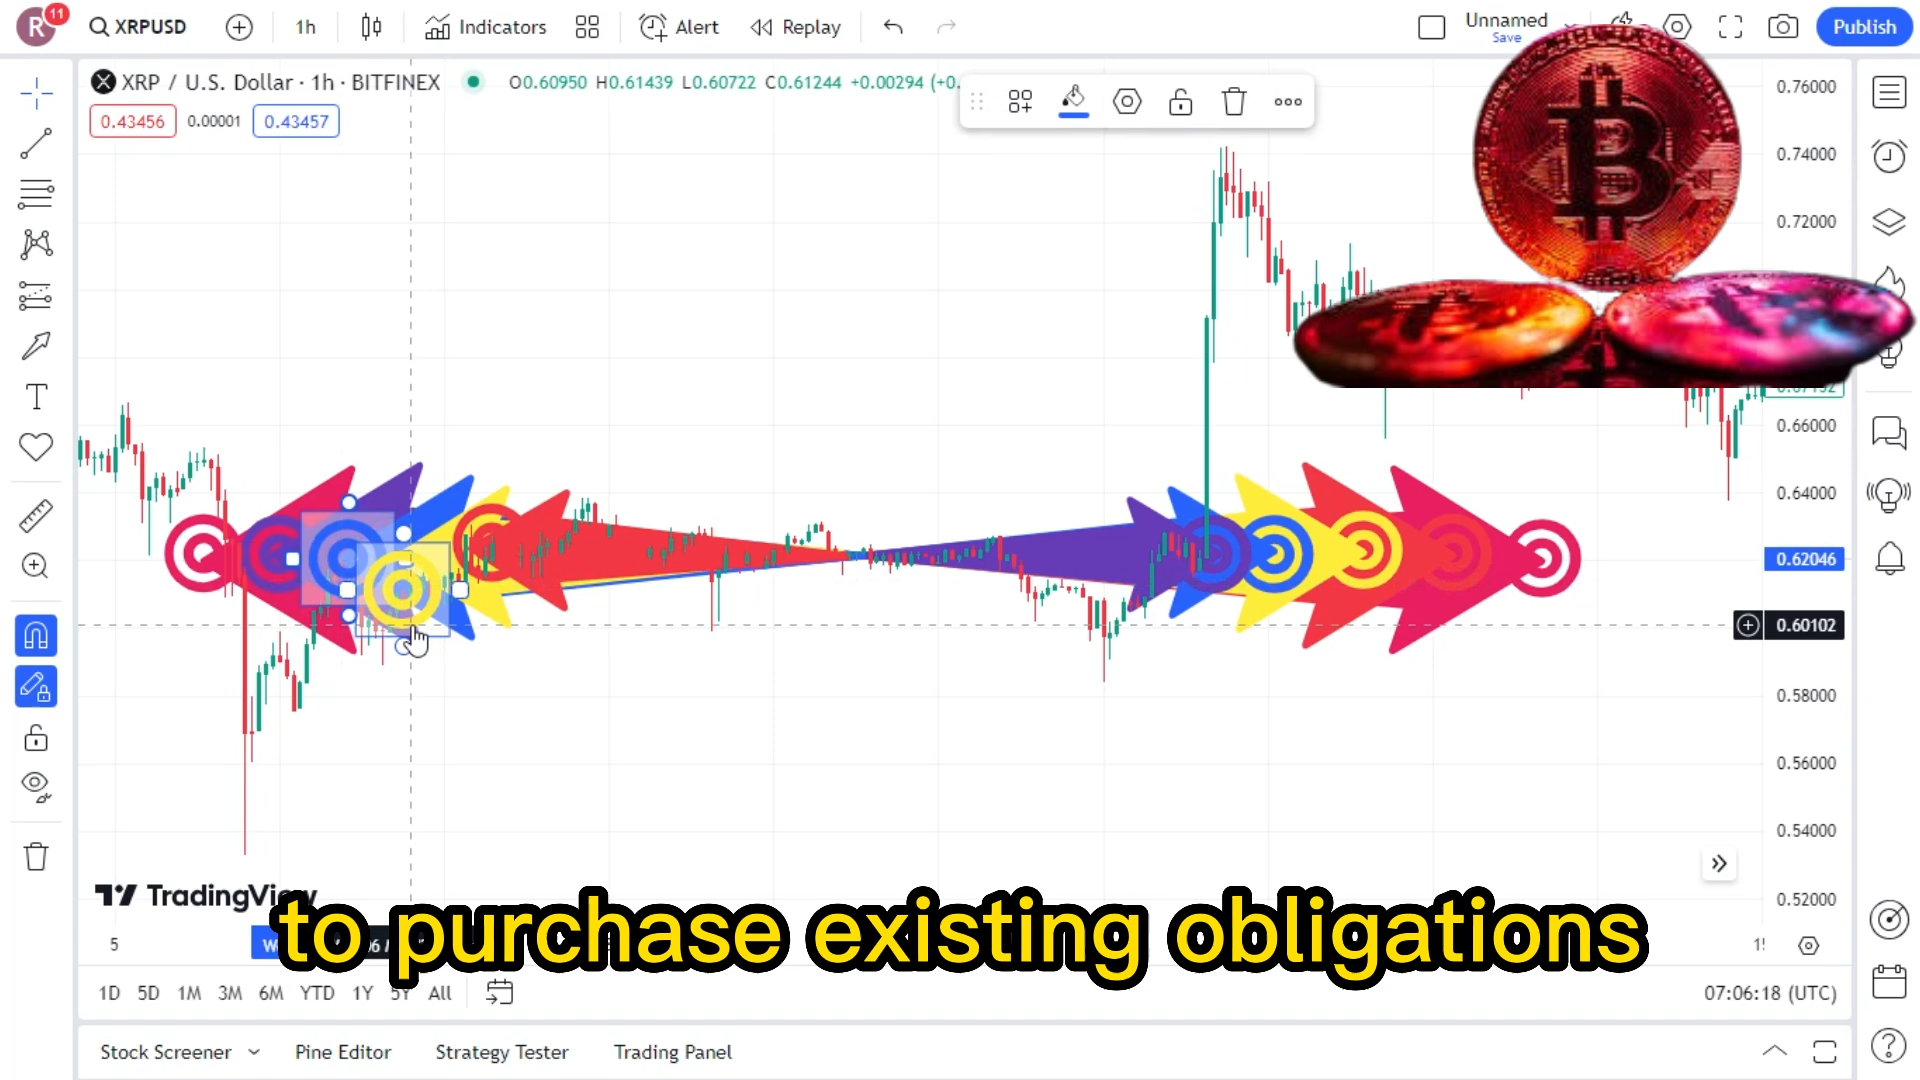 R
11
XRPUSD
1h
Indicators
Alert
Replay
Unnamed
Save
Publish
XRP / U.S. Dollar · 1h · BITFINEX
O0.60950 H0.61439 L0.60722 C0.61244 +0.00294 (+0.
0.43456
0.00001
0.43457
0.76000
0.74000
0.72000
0.66000
0.64000
0.62046
0.60102
0.58000
0.56000
0.54000
0.52000
TradingView
to purchase existing obligations
5
1D 5D 1M 3M 6M YTD 1Y 5Y All
07:06:18 (UTC)
Stock Screener
Pine Editor
Strategy Tester
Trading Panel